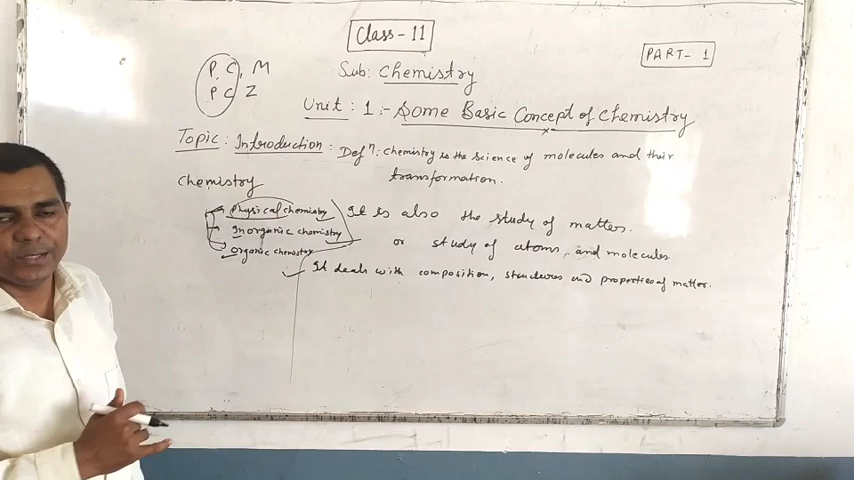 Class - 11
PART - 1
P, C, M
P C Z
Sub: Chemistry
Unit: 1:- Some Basic Concept of Chemistry
Topic: Introduction: Defⁿ: Chemistry is the science of molecules and their
transformation.
Chemistry
physical chemistry
Inorganic chemistry
organic chemistry
It is also the study of matters.
or study of atoms, and molecules
It deals with composition, structures and properties of matter.